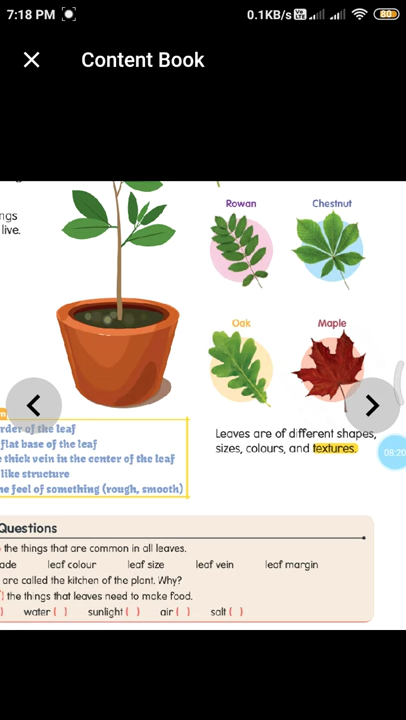 7:18 PM
0.1KB/s
80
Content Book
Rowan
Chestnut
ngs
live.
Oak
Maple
rder of the leaf
flat base of the leaf
thick vein in the center of the leaf
like structure
ne feel of something (rough, smooth)
Leaves are of different shapes,
sizes, colours, and textures.
08:20
Questions
the things that are common in all leaves.
ade leaf colour leaf size leaf vein leaf margin
are called the kitchen of the plant. Why?
) the things that leaves need to make food.
) water ( ) sunlight ( ) air ( ) salt ( )